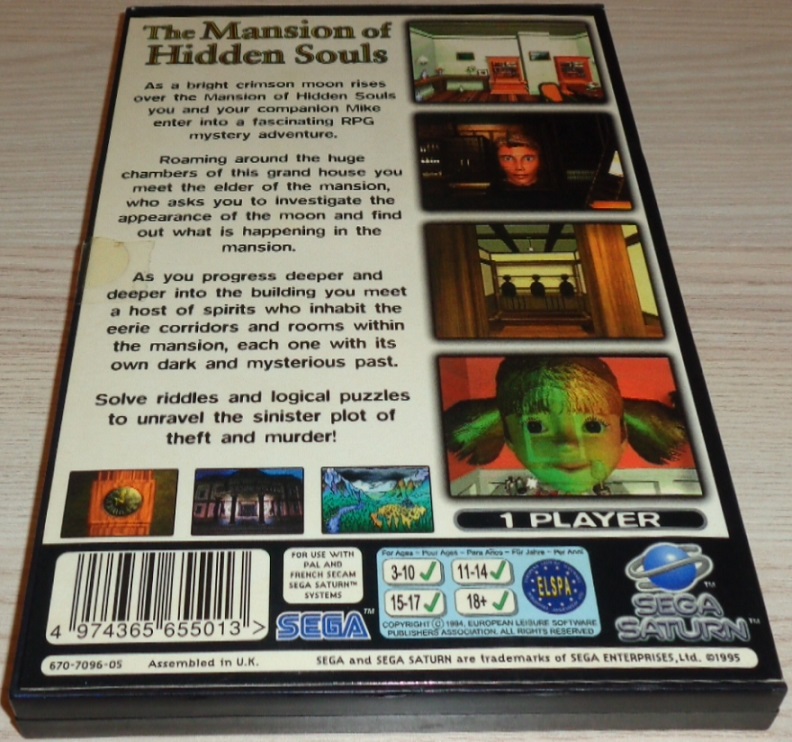 The Mansion of
Hidden Souls
As a bright crimson moon rises
over the Mansion of Hidden Souls
you and your companion Mike
enter into a fascinating RPG
mystery adventure.
Roaming around the huge
chambers of this grand house you
meet the elder of the mansion,
who asks you to investigate the
appearance of the moon and find
out what is happening in the
mansion.
As you progress deeper and
deeper into the building you meet
a host of spirits who inhabit the
eerie corridors and rooms within
the mansion, each one with its
own dark and mysterious past.
Solve riddles and logical puzzles
to unravel the sinister plot of
theft and murder!
1 PLAYER
4 974365 655013 >
FOR USE WITH
PAL AND
FRENCH SECAM
SEGA SATURN™
SYSTEMS
SEGA™
For Ages – Pour Ages – Para Años – Für Jahre – Per Anni
3-10 ✓ 11-14 ✓
15-17 ✓ 18+ ✓
ELSPA
COPYRIGHT © 1994, EUROPEAN LEISURE SOFTWARE
PUBLISHERS ASSOCIATION. ALL RIGHTS RESERVED
SEGA
SATURN™
670-7096-05 Assembled in U.K. SEGA and SEGA SATURN are trademarks of SEGA ENTERPRISES,Ltd. ©1995